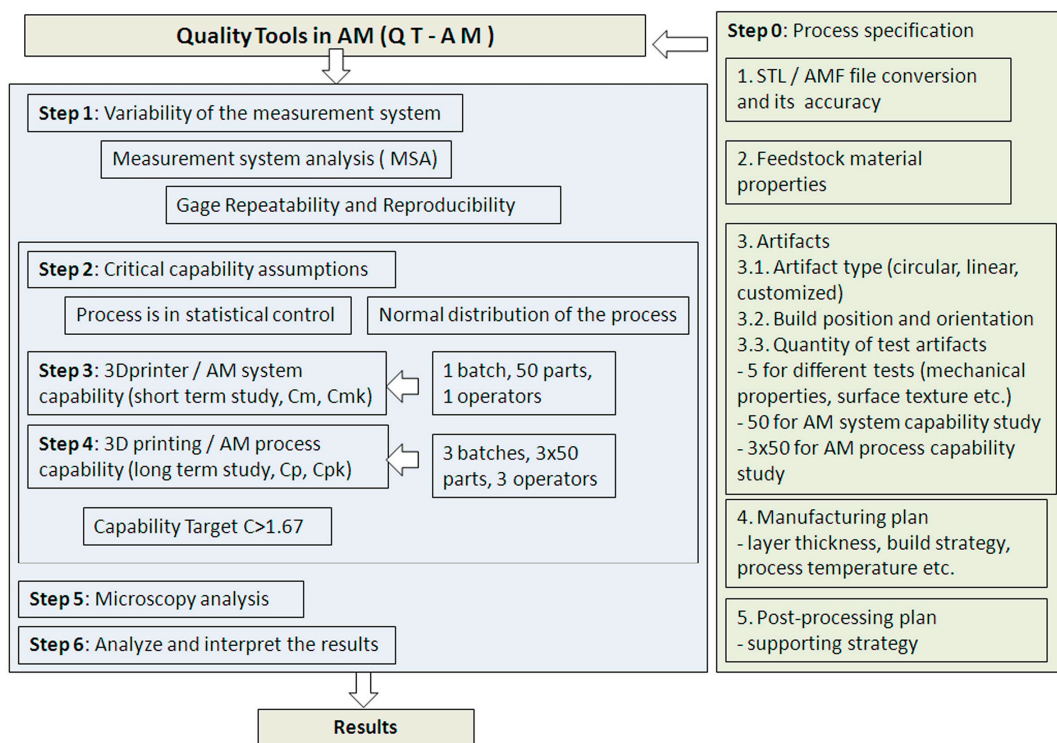 Quality Tools in AM (Q T - A M )
Step 1: Variability of the measurement system
Measurement system analysis ( MSA)
Gage Repeatability and Reproducibility
Step 2: Critical capability assumptions
Process is in statistical control
Normal distribution of the process
Step 3: 3Dprinter / AM system
capability (short term study, Cm, Cmk)
1 batch, 50 parts,
1 operators
Step 4: 3D printing / AM process
capability (long term study, Cp, Cpk)
3 batches, 3x50
parts, 3 operators
Capability Target C>1.67
Step 5: Microscopy analysis
Step 6: Analyze and interpret the results
Results
Step 0: Process specification
1. STL / AMF file conversion
and its accuracy
2. Feedstock material
properties
3. Artifacts
3.1. Artifact type (circular, linear,
customized)
3.2. Build position and orientation
3.3. Quantity of test artifacts
- 5 for different tests (mechanical
properties, surface texture etc.)
- 50 for AM system capability study
- 3x50 for AM process capability
study
4. Manufacturing plan
- layer thickness, build strategy,
process temperature etc.
5. Post-processing plan
- supporting strategy